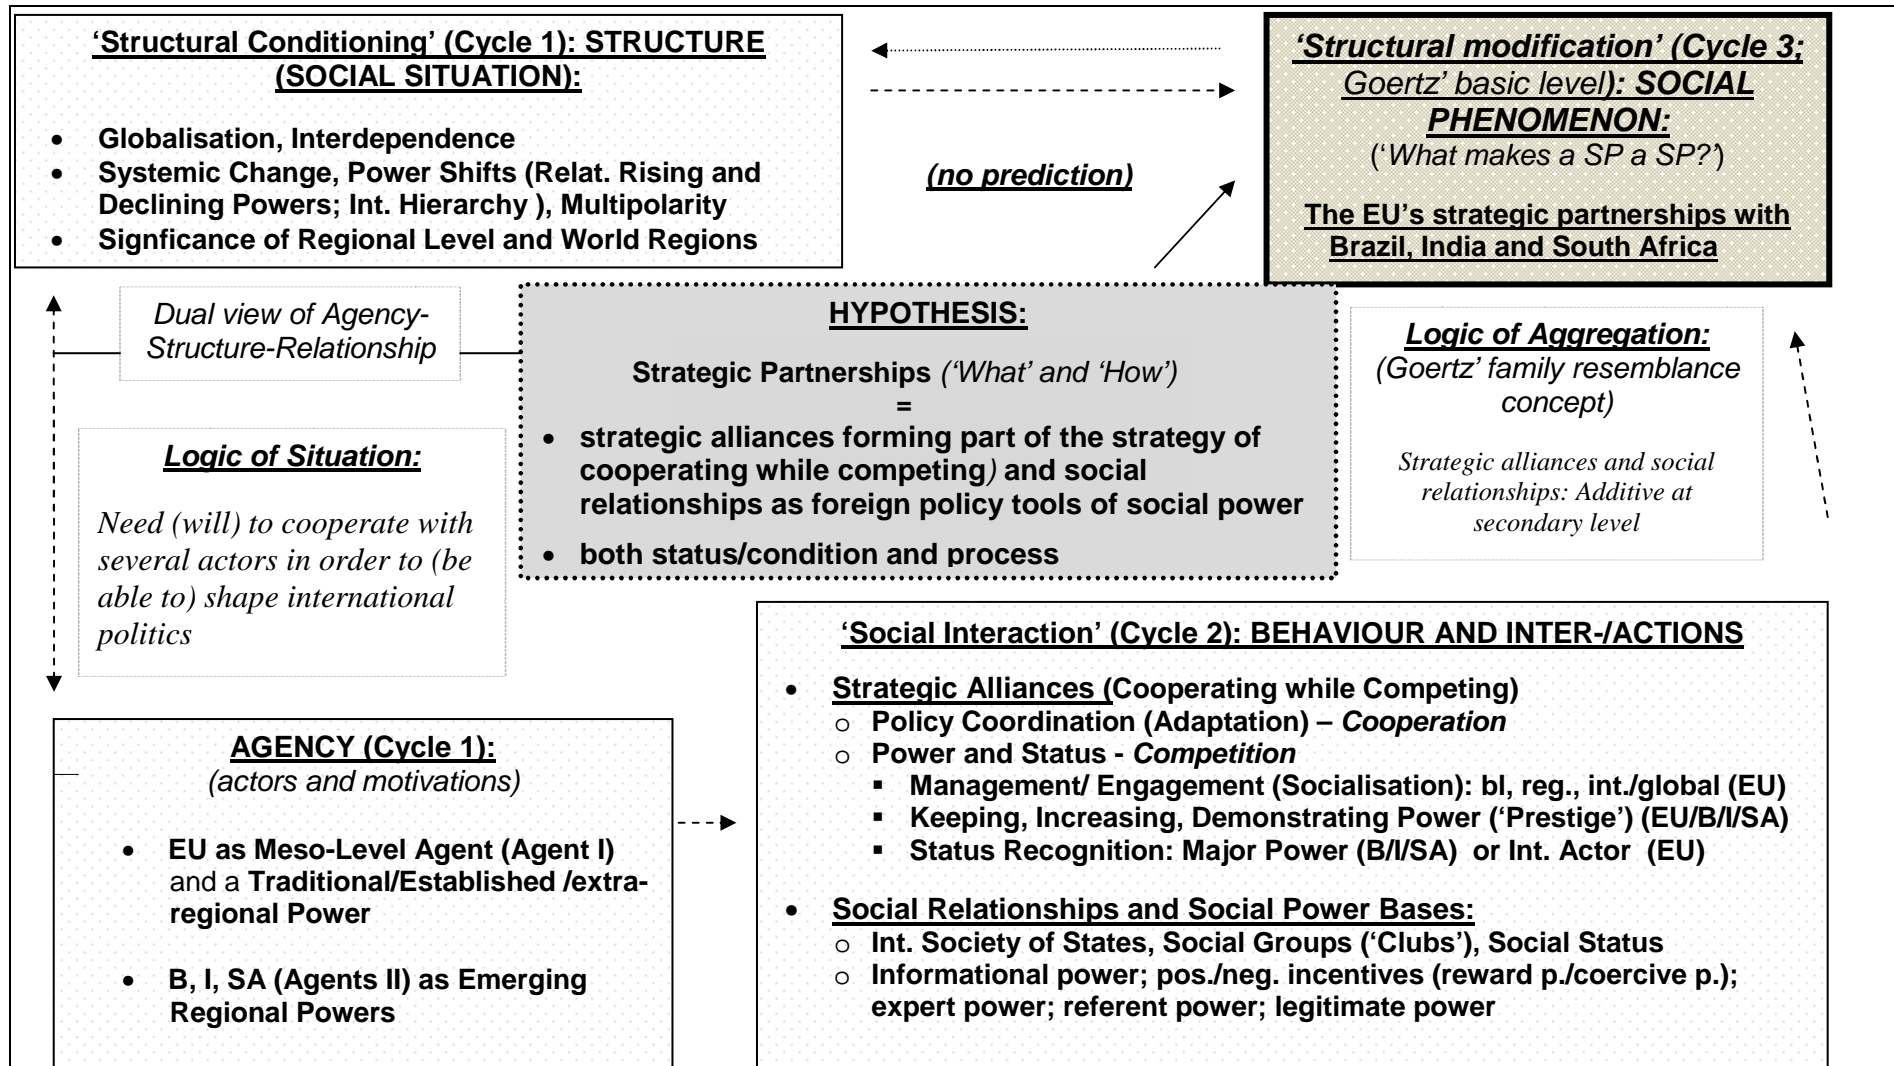 ‘Structural Conditioning’ (Cycle 1): STRUCTURE
(SOCIAL SITUATION):
• Globalisation, Interdependence
• Systemic Change, Power Shifts (Relat. Rising and
Declining Powers; Int. Hierarchy ), Multipolarity
• Signficance of Regional Level and World Regions
(no prediction)
‘Structural modification’ (Cycle 3;
Goertz’ basic level): SOCIAL
PHENOMENON:
(‘What makes a SP a SP?’)
The EU’s strategic partnerships with
Brazil, India and South Africa
Dual view of Agency-
Structure-Relationship
HYPOTHESIS:
Strategic Partnerships (‘What’ and ‘How’)
=
• strategic alliances forming part of the strategy of
cooperating while competing) and social
relationships as foreign policy tools of social power
• both status/condition and process
Logic of Aggregation:
(Goertz’ family resemblance
concept)
Strategic alliances and social
relationships: Additive at
secondary level
Logic of Situation:
Need (will) to cooperate with
several actors in order to (be
able to) shape international
politics
AGENCY (Cycle 1):
(actors and motivations)
• EU as Meso-Level Agent (Agent I)
and a Traditional/Established /extra-
regional Power
• B, I, SA (Agents II) as Emerging
Regional Powers
‘Social Interaction’ (Cycle 2): BEHAVIOUR AND INTER-/ACTIONS
• Strategic Alliances (Cooperating while Competing)
o Policy Coordination (Adaptation) – Cooperation
o Power and Status - Competition
▪ Management/ Engagement (Socialisation): bl, reg., int./global (EU)
▪ Keeping, Increasing, Demonstrating Power (‘Prestige’) (EU/B/I/SA)
▪ Status Recognition: Major Power (B/I/SA) or Int. Actor (EU)
• Social Relationships and Social Power Bases:
o Int. Society of States, Social Groups (‘Clubs’), Social Status
o Informational power; pos./neg. incentives (reward p./coercive p.);
expert power; referent power; legitimate power